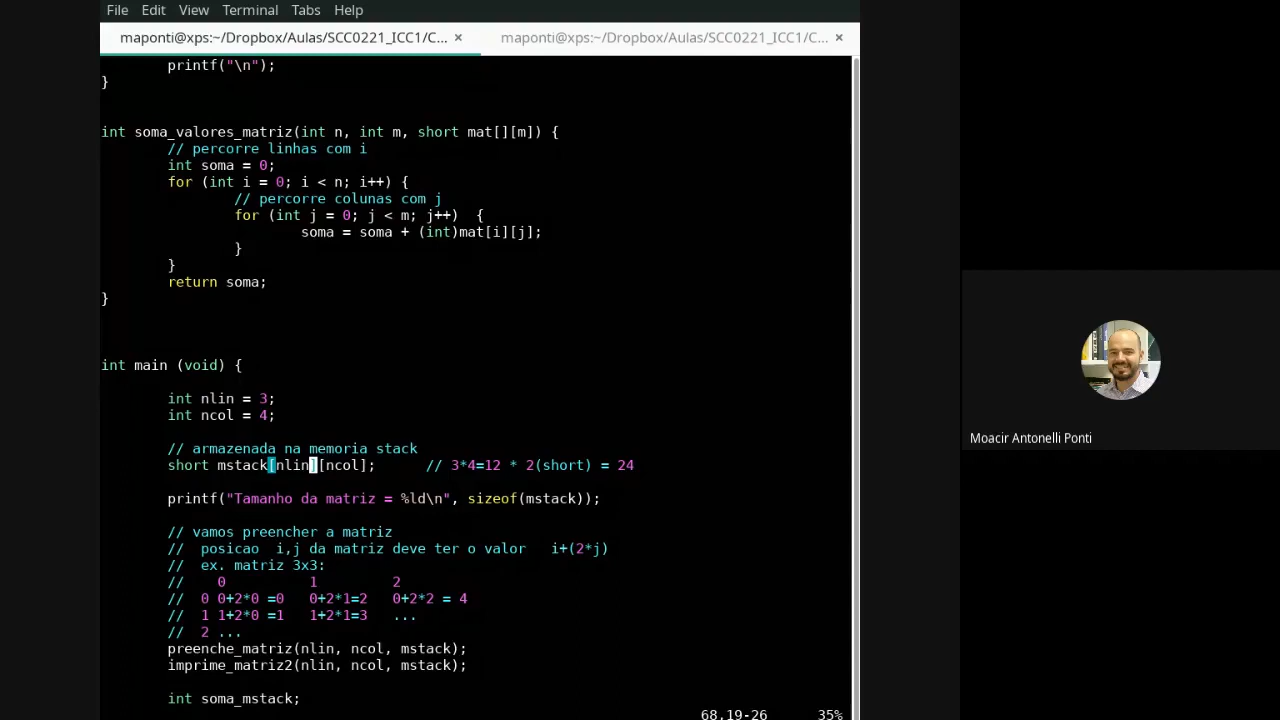 File Edit View Terminal Tabs Help
maponti@xps:~/Dropbox/Aulas/SCC0221_ICC1/C... × maponti@xps:~/Dropbox/Aulas/SCC0221_ICC1/C... ×
printf("\n");
}
int soma_valores_matriz(int n, int m, short mat[][m]) {
// percorre linhas com i
int soma = 0;
for (int i = 0; i < n; i++) {
// percorre colunas com j
for (int j = 0; j < m; j++) {
soma = soma + (int)mat[i][j];
}
}
return soma;
}
int main (void) {
int nlin = 3;
int ncol = 4;
// armazenada na memoria stack
short mstack[nlin][ncol]; // 3*4=12 * 2(short) = 24
printf("Tamanho da matriz = %ld\n", sizeof(mstack));
// vamos preencher a matriz
// posicao i,j da matriz deve ter o valor i+(2*j)
// ex. matriz 3x3:
// 0 1 2
// 0 0+2*0 =0 0+2*1=2 0+2*2 = 4
// 1 1+2*0 =1 1+2*1=3 ...
// 2 ...
preenche_matriz(nlin, ncol, mstack);
imprime_matriz2(nlin, ncol, mstack);
int soma_mstack;
68,19-26 35%
Moacir Antonelli Ponti